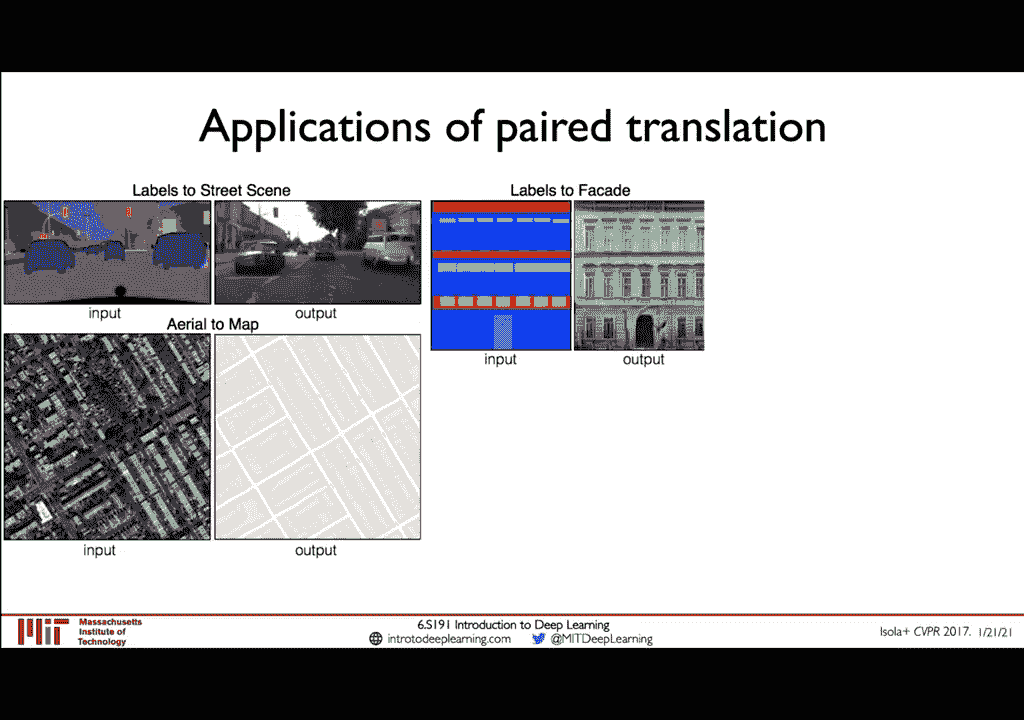 Applications of paired translation
Labels to Street Scene
input
output
Aerial to Map
input
output
Labels to Facade
input
output
Massachusetts
Institute of
Technology
6.S191 Introduction to Deep Learning
introtodeeplearning.com @MITDeepLearning
Isola+ CVPR 2017. 1/21/21